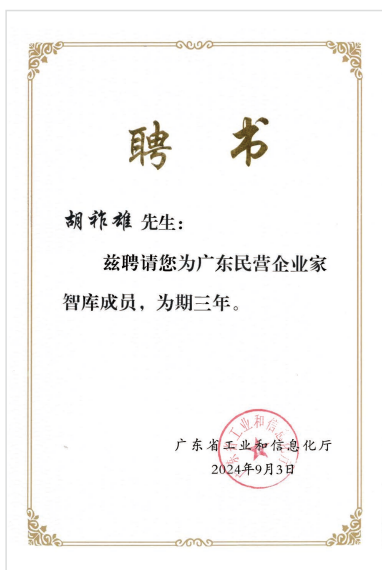 聘 书
胡祚雄 先生：
兹聘请您为广东民营企业家
智库成员，为期三年。
广东省工业和信息化厅
2024年9月3日